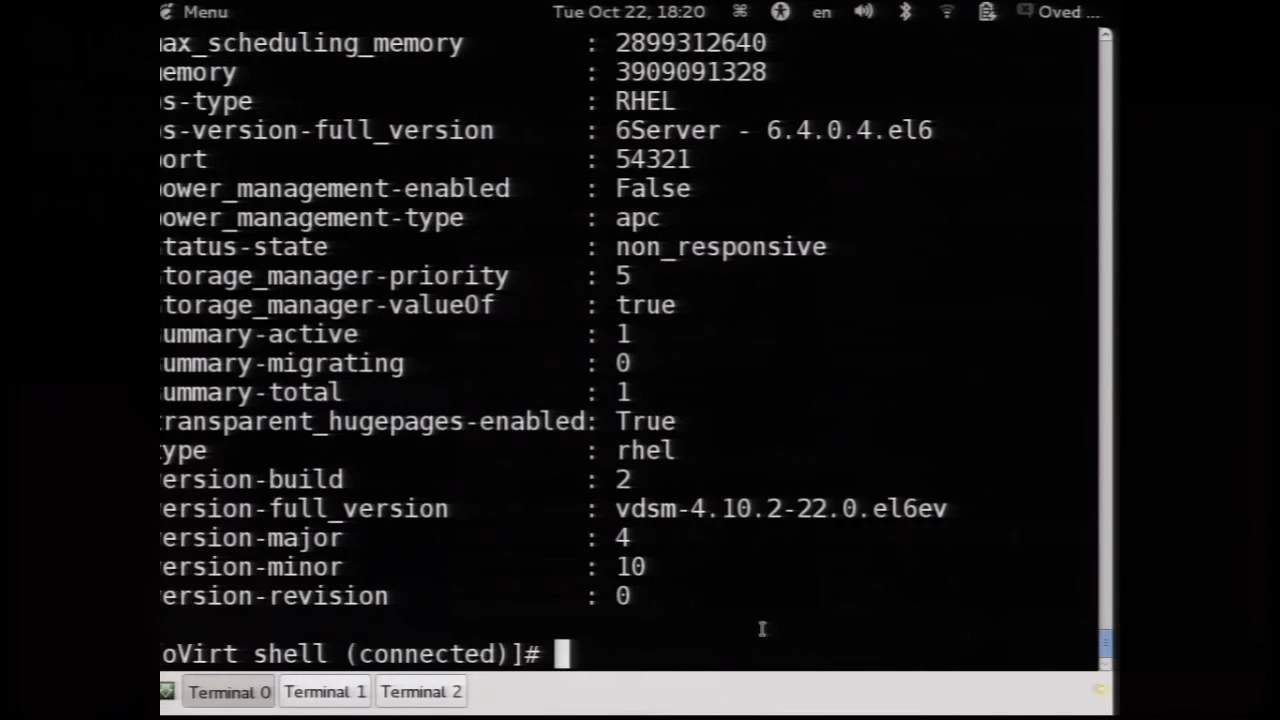 Menu Tue Oct 22, 18:20 en Oved ...
ax_scheduling_memory : 2899312640
emory : 3909091328
s-type : RHEL
s-version-full_version : 6Server - 6.4.0.4.el6
ort : 54321
ower_management-enabled : False
ower_management-type : apc
tatus-state : non_responsive
torage_manager-priority : 5
torage_manager-valueOf : true
ummary-active : 1
ummary-migrating : 0
ummary-total : 1
ransparent_hugepages-enabled: True
ype : rhel
ersion-build : 2
ersion-full_version : vdsm-4.10.2-22.0.el6ev
ersion-major : 4
ersion-minor : 10
ersion-revision : 0
oVirt shell (connected)]#
Terminal 0 Terminal 1 Terminal 2